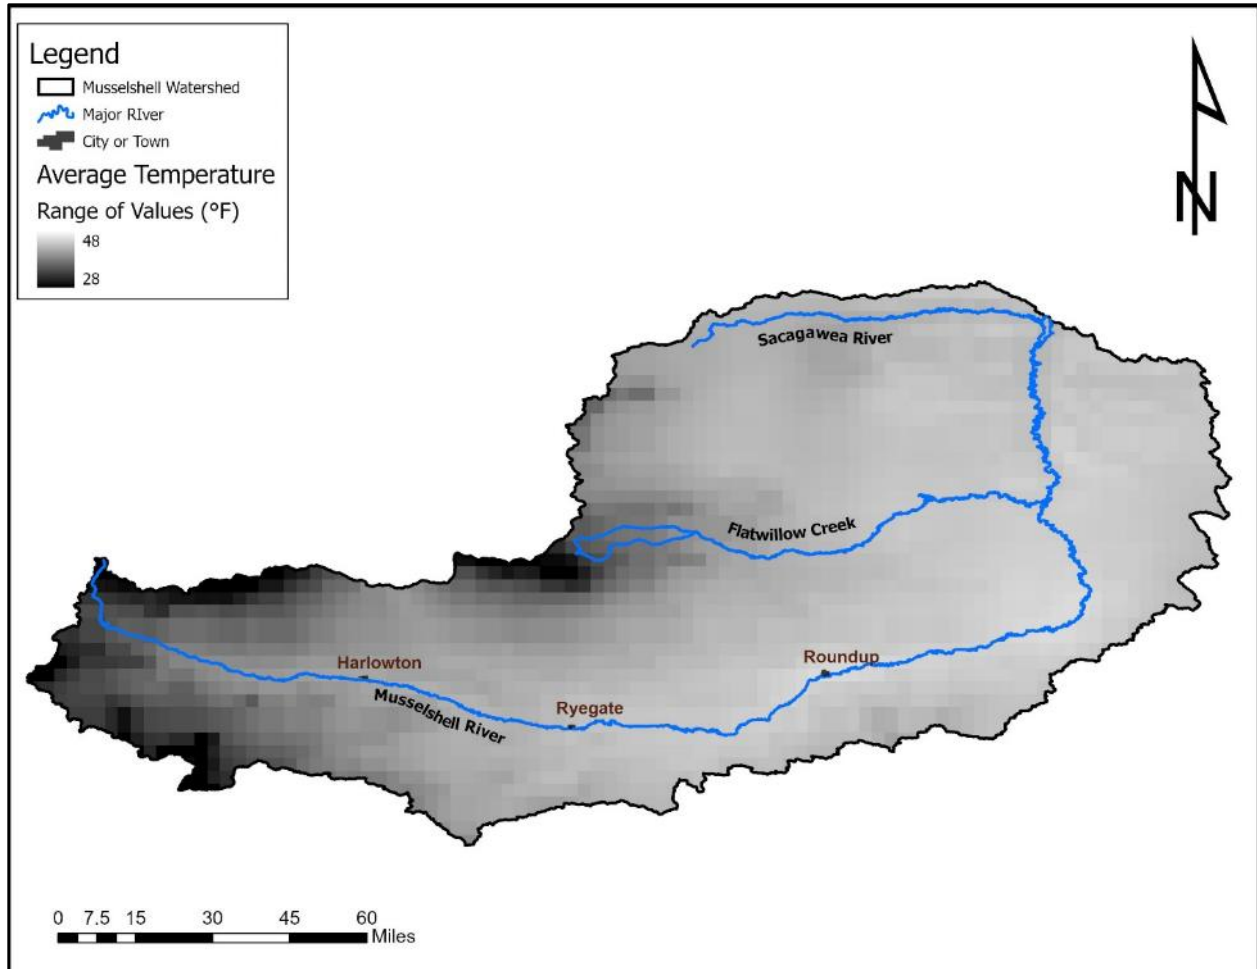 Legend
Musselshell Watershed
Major RIver
City or Town
Average Temperature
Range of Values (°F)
48
28
N
Sacagawea River
Flatwillow Creek
Harlowton
Roundup
Musselshell River
Ryegate
0 7.5 15 30 45 60
Miles